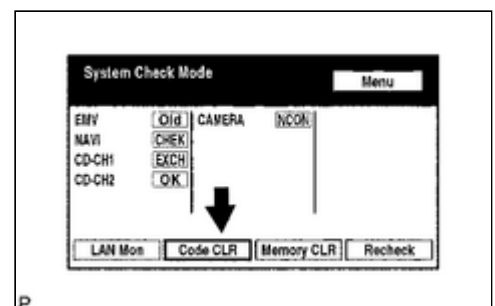 System Check Mode
Menu
EMV Old CAMERA NCON
NAVI CHEK
CD-CH1 EXCH
CD-CH2 OK
LAN Mon Code CLR Memory CLR Recheck
P